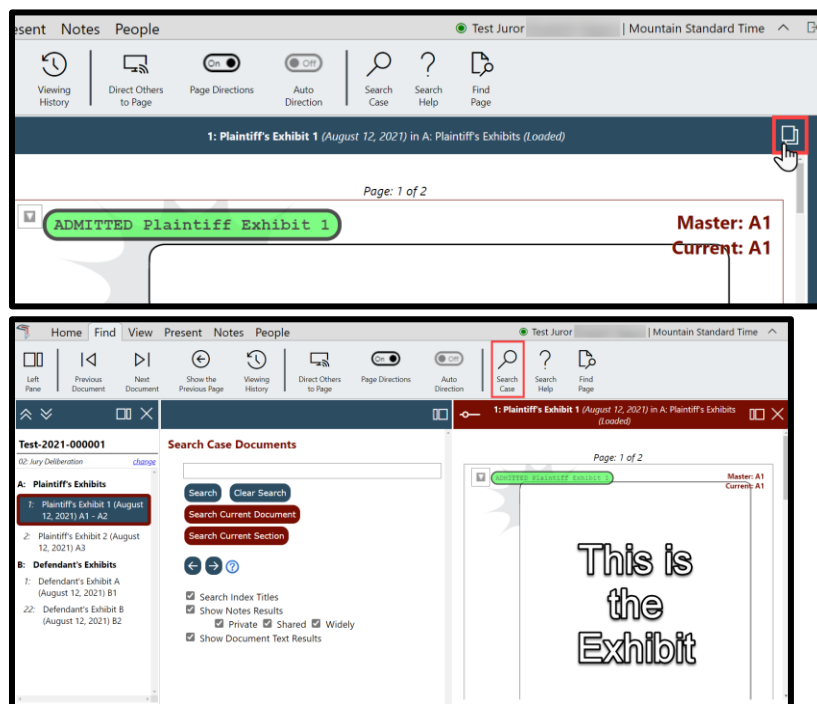 esent Notes People Test Juror | Mountain Standard Time
Viewing History Direct Others to Page Page Directions Auto Direction Search Case Search Help Find Page
On Off
1: Plaintiff's Exhibit 1 (August 12, 2021) in A: Plaintiff's Exhibits (Loaded)
Page: 1 of 2
ADMITTED Plaintiff Exhibit 1
Master: A1
Current: A1
Home Find View Present Notes People Test Juror | Mountain Standard Time
On Off
Left Pane Previous Document Next Document Show the Previous Page Viewing History Direct Others to Page Page Directions Auto Direction Search Case Search Help Find Page
1: Plaintiff's Exhibit 1 (August 12, 2021) in A: Plaintiff's Exhibits
(Loaded)
Test-2021-000001
02: Jury Deliberation change
A: Plaintiff's Exhibits
1: Plaintiff's Exhibit 1 (August
12, 2021) A1 - A2
2: Plaintiff's Exhibit 2 (August
12, 2021) A3
B: Defendant's Exhibits
1: Defendant's Exhibit A
(August 12, 2021) B1
22: Defendant's Exhibit B
(August 12, 2021) B2
Search Case Documents
Search Clear Search
Search Current Document
Search Current Section
Search Index Titles
Show Notes Results
Private Shared Widely
Show Document Text Results
Page: 1 of 2
ADMITTED Plaintiff Exhibit 1
Master: A1
Current: A1
This is
the
Exhibit